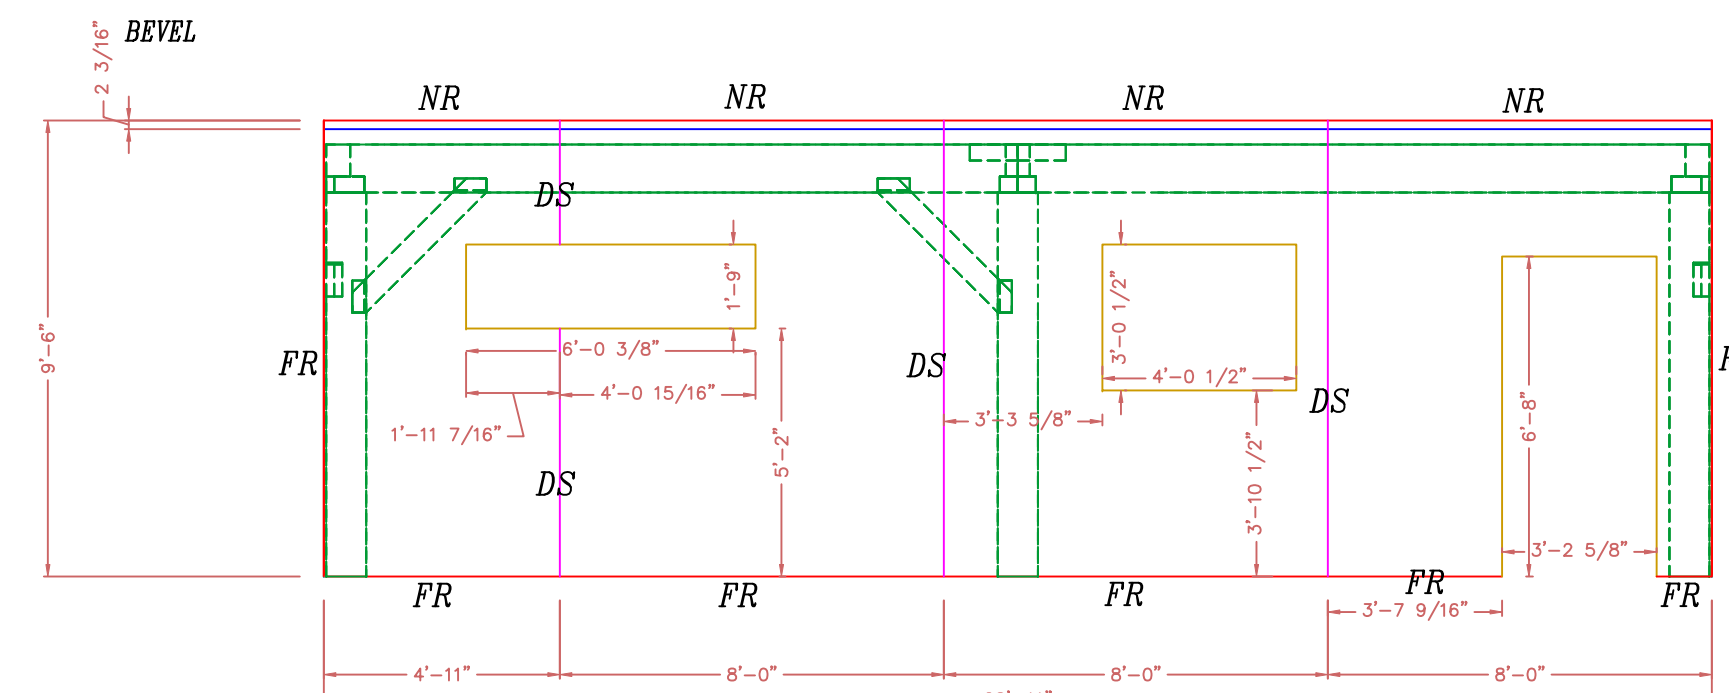 BEVEL
2 3/16"
NR
NR
NR
NR
DS
1'-9"
3'-0 1/2"
9'-6"
FR
6'-0 3/8"
DS
4'-0 1/2"
4'-0 15/16"
DS
6'-8"
3'-3 5/8"
1'-11 7/16"
5'-2"
3'-10 1/2"
DS
3'-2 5/8"
FR
FR
FR
FR
FR
3'-7 9/16"
4'-11"
8'-0"
8'-0"
8'-0"